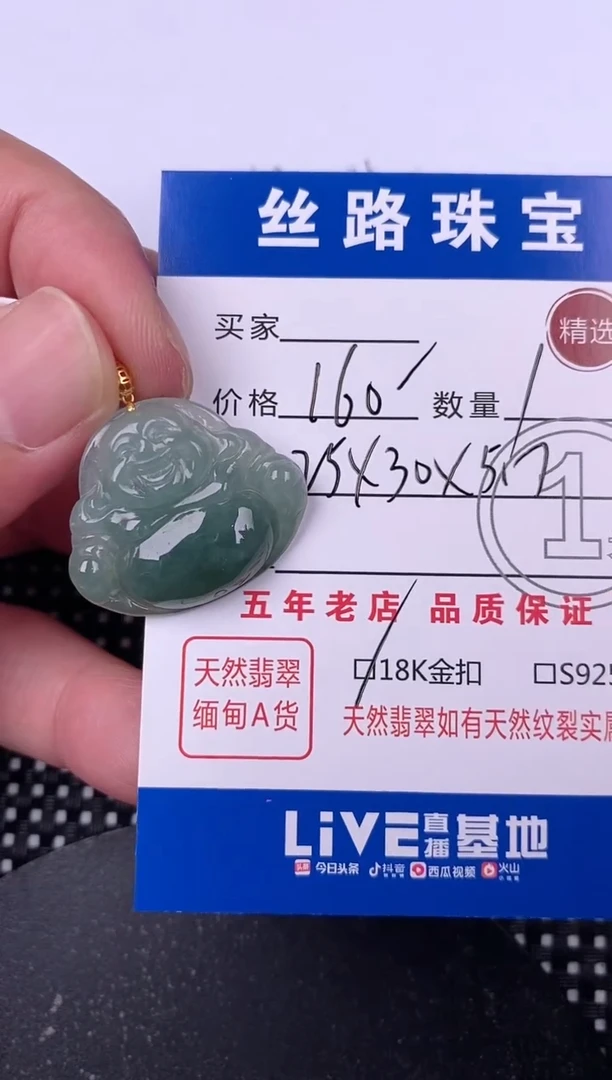 丝路珠宝
买家
精选
价格 160 数量 1
25X30X5.7
1
五年老店 品质保证
天然翡翠
缅甸A货
18K金扣 S925
天然翡翠如有天然纹裂实属
LiVE直播基地
头条 今日头条 抖音 西瓜视频 火山